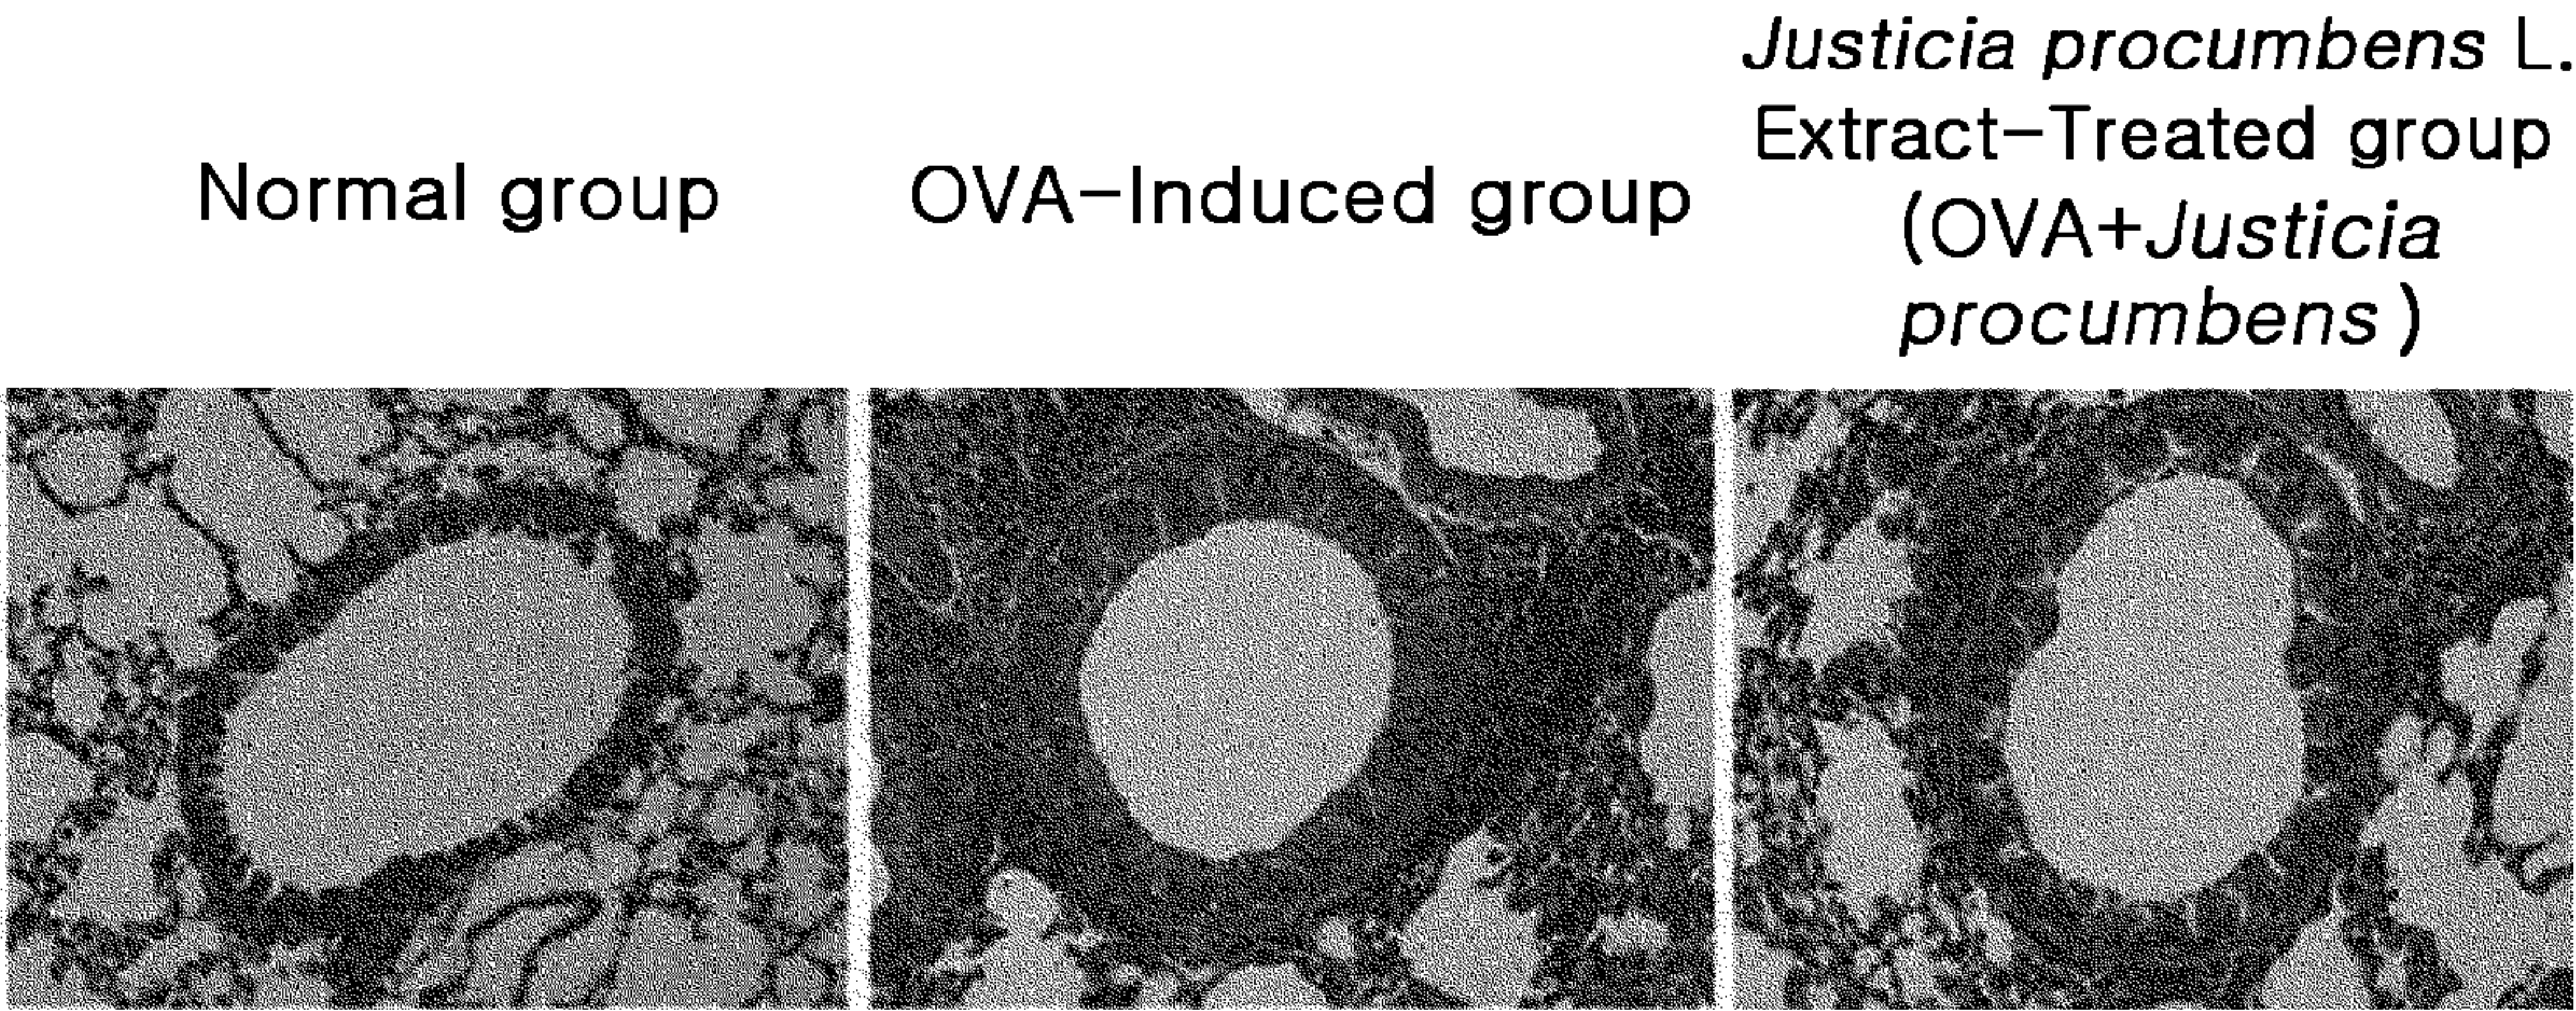 Normal group
OVA-Induced group
Justicia procumbens L.
Extract-Treated group
(OVA+Justicia
procumbens)